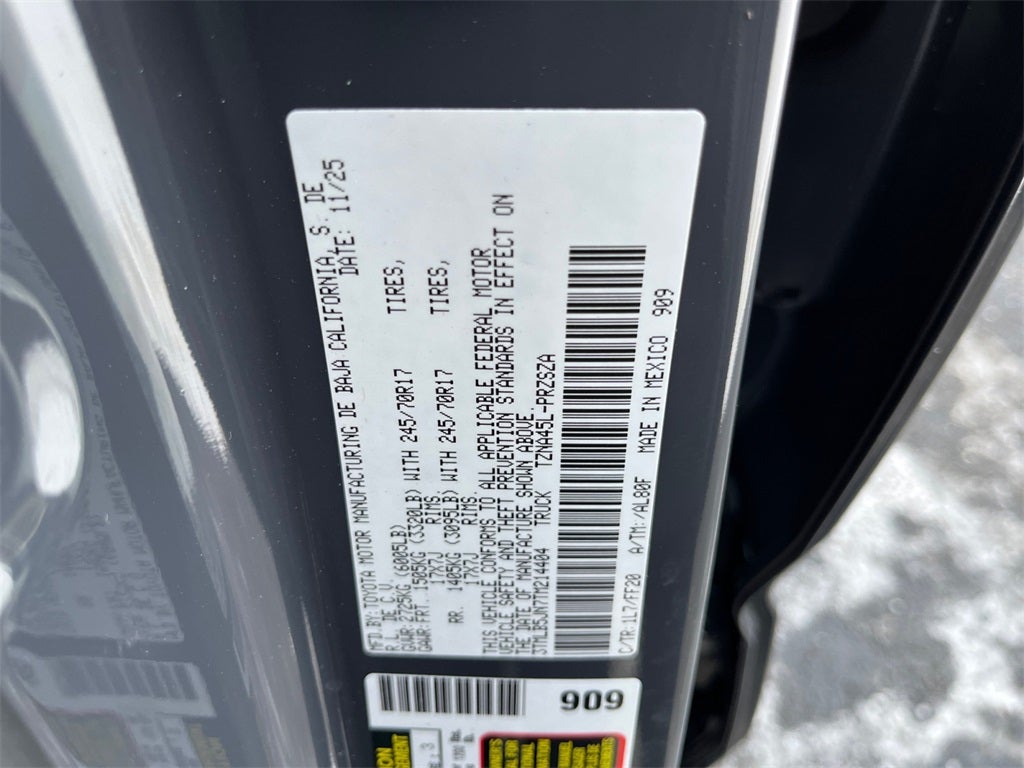 MFD. BY: TOYOTA MOTOR MANUFACTURING DE BAJA CALIFORNIA, S. DE
R.L. DE C.V. DATE: 11/25
GVWR: 2725KG (6005LB)
GAWR: FRT. 1505KG (3320LB) WITH 245/70R17 TIRES,
17X7J RIMS.
RR. 1405KG (3095LB) WITH 245/70R17 TIRES,
17X7J RIMS.
THIS VEHICLE CONFORMS TO ALL APPLICABLE FEDERAL MOTOR
VEHICLE SAFETY AND THEFT PREVENTION STANDARDS IN EFFECT ON
THE DATE OF MANUFACTURE SHOWN ABOVE.
3TMLB5JN7TM214404 TRUCK TZNA45L-PRZSZA
C/TR: 1L7/FF20 A/TM: /AL80F MADE IN MEXICO 909
909